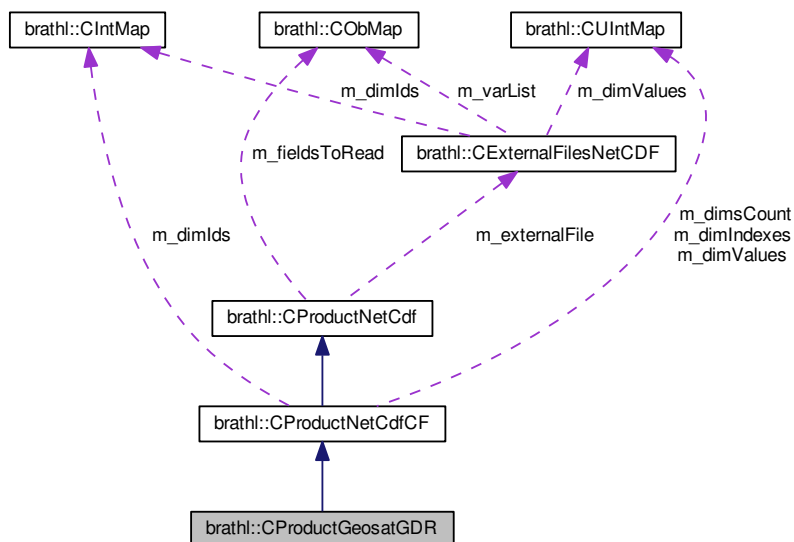 brathl::CIntMap
brathl::CObMap
brathl::CUIntMap
m_dimIds
m_varList
m_dimValues
m_fieldsToRead
brathl::CExternalFilesNetCDF
m_dimIds
m_externalFile
m_dimsCount
m_dimIndexes
m_dimValues
brathl::CProductNetCdf
brathl::CProductNetCdfCF
brathl::CProductGeosatGDR